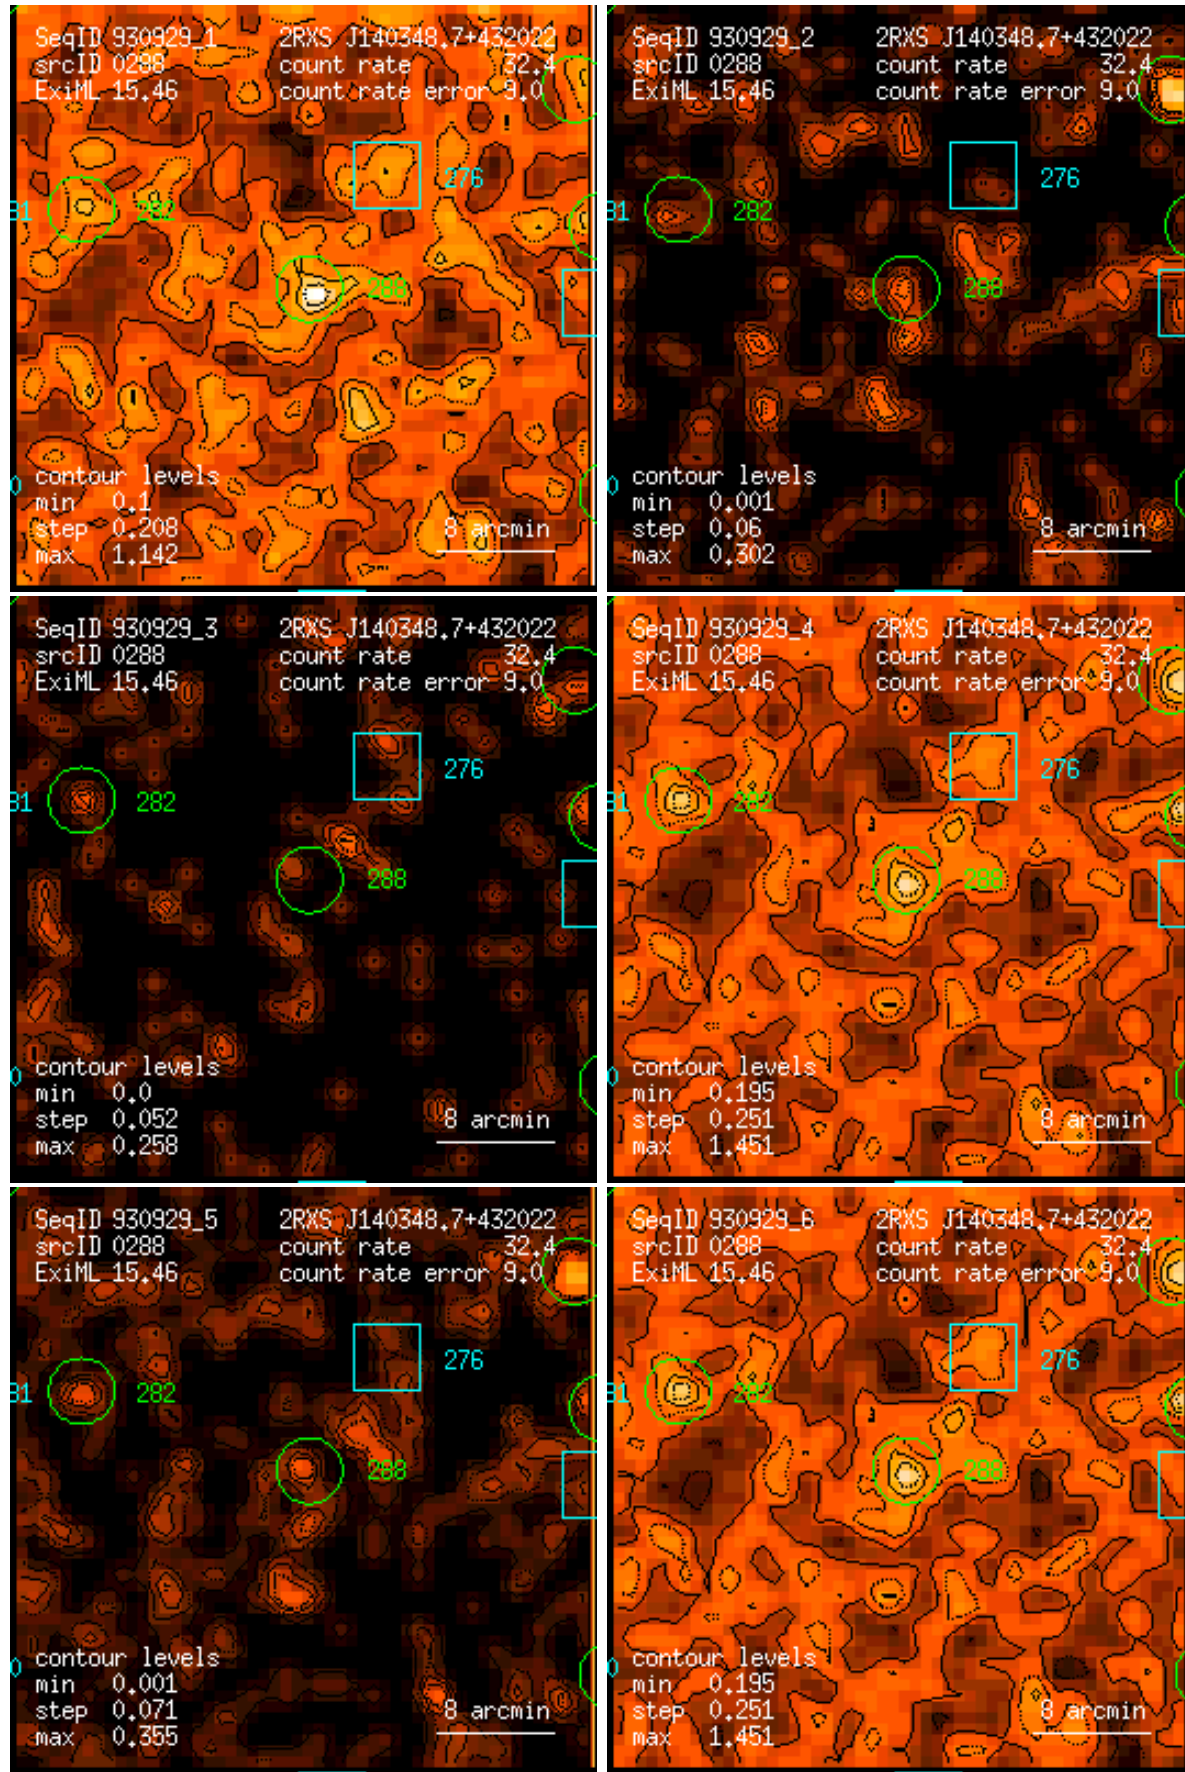 SeqID 930929_1 2RXS J140348.7+432022
srcID 0288 count rate 32.4
ExiML 15.46 count rate error 9.0
276
81 282
288
contour levels
0 min 0.1
step 0.208 8 arcmin
max 1.142
SeqID 930929_2 2RXS J140348.7+432022
srcID 0288 count rate 32.4
ExiML 15.46 count rate error 9.0
276
81 282
288
contour levels
0 min 0.001
step 0.06 8 arcmin
max 0.302
SeqID 930929_3 2RXS J140348.7+432022
srcID 0288 count rate 32.4
ExiML 15.46 count rate error 9.0
276
81 282
288
contour levels
0 min 0.0
step 0.052 8 arcmin
max 0.258
SeqID 930929_4 2RXS J140348.7+432022
srcID 0288 count rate 32.4
ExiML 15.46 count rate error 9.0
276
81 282
288
contour levels
0 min 0.195
step 0.251 8 arcmin
max 1.451
SeqID 930929_5 2RXS J140348.7+432022
srcID 0288 count rate 32.4
ExiML 15.46 count rate error 9.0
276
81 282
288
contour levels
0 min 0.001
step 0.071 8 arcmin
max 0.355
SeqID 930929_6 2RXS J140348.7+432022
srcID 0288 count rate 32.4
ExiML 15.46 count rate error 9.0
276
81 282
288
contour levels
0 min 0.195
step 0.251 8 arcmin
max 1.451